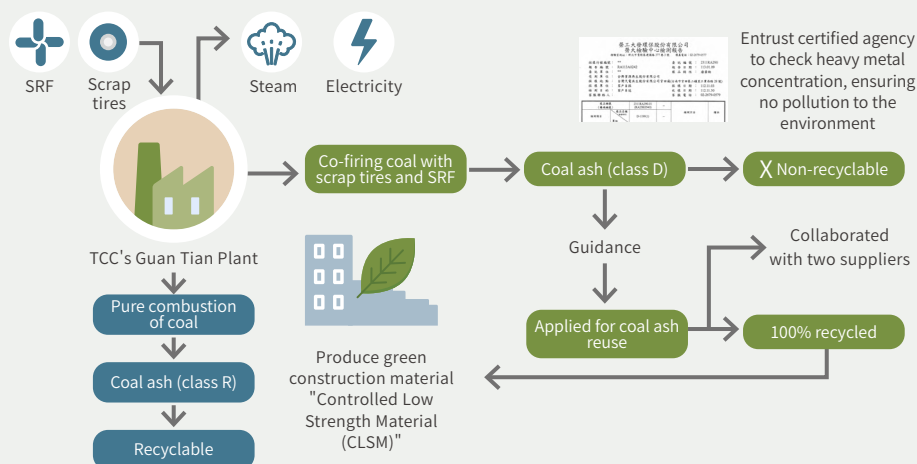 SRF
Scrap
tires
Steam
Electricity
Entrust certified agency
to check heavy metal
concentration, ensuring
no pollution to the
environment
TCC's Guan Tian Plant
Co-firing coal with
scrap tires and SRF
Coal ash (class D)
X Non-recyclable
Guidance
Collaborated
with two suppliers
Applied for coal ash
reuse
100% recycled
Pure combustion
of coal
Coal ash (class R)
Recyclable
Produce green
construction material
"Controlled Low
Strength Material
(CLSM)"